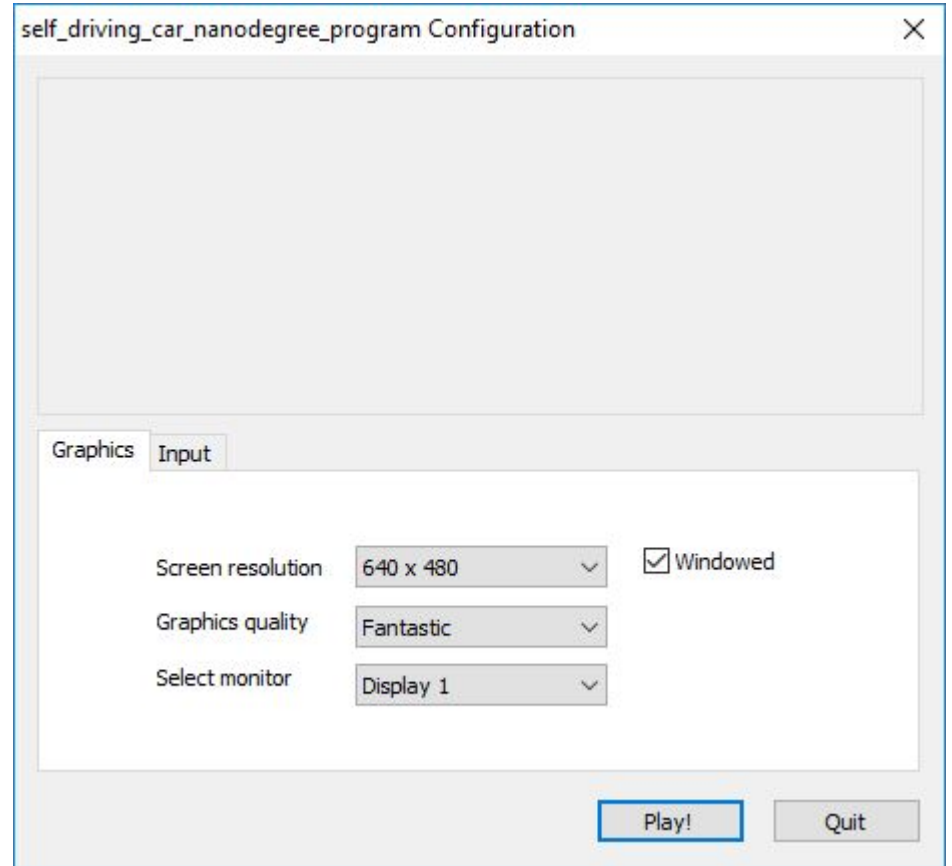 self_driving_car_nanodegree_program Configuration
Graphics
Input
Screen resolution
640 x 480
Windowed
Graphics quality
Fantastic
Select monitor
Display 1
Play!
Quit